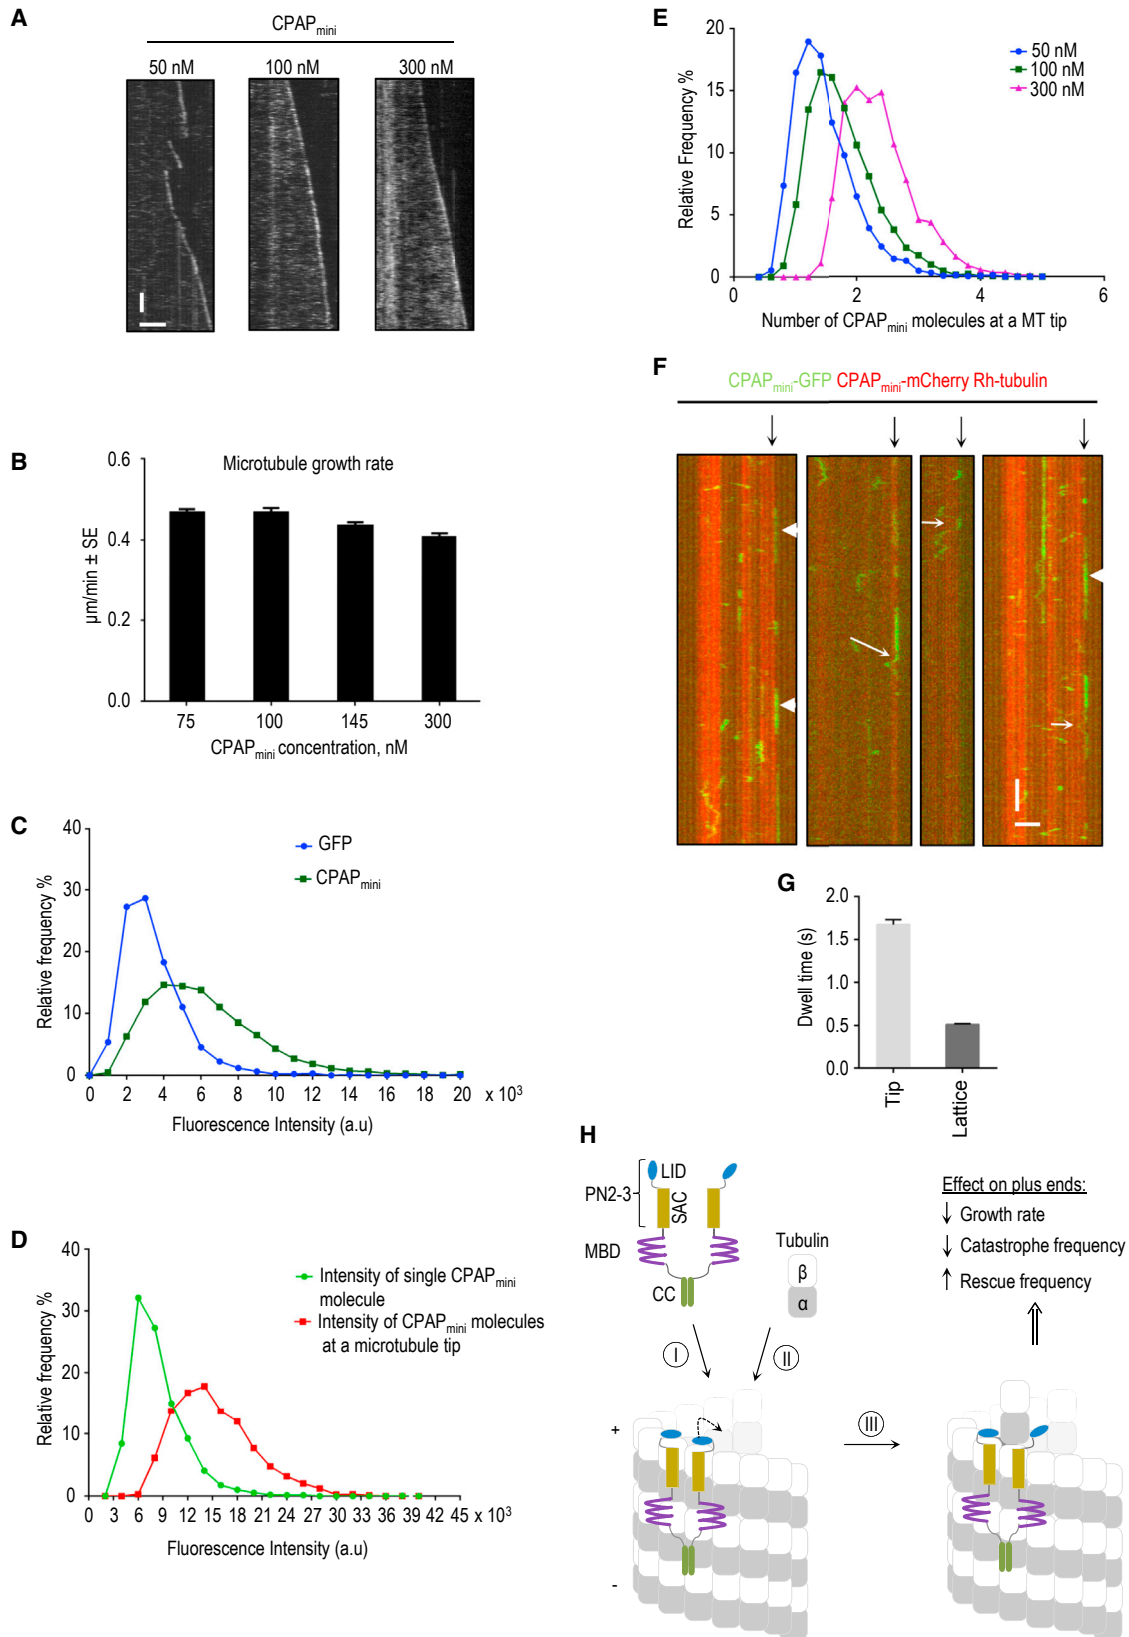 A
CPAPmini
50 nM 100 nM 300 nM
B
Microtubule growth rate
µm/min ± SE
0.6
0.4
0.2
0.0
75 100 145 300
CPAPmini concentration, nM
C
Relative frequency %
40
30
20
10
0
GFP
CPAPmini
0 2 4 6 8 10 12 14 16 18 20 x 10³
Fluorescence Intensity (a.u)
D
Relative frequency %
40
30
20
10
0
Intensity of single CPAPmini
molecule
Intensity of CPAPmini molecules
at a microtubule tip
0 3 6 9 12 15 18 21 24 27 30 33 36 39 42 45 x 10³
Fluorescence Intensity (a.u)
E
Relative Frequency %
20
15
10
5
0
50 nM
100 nM
300 nM
0 2 4 6
Number of CPAPmini molecules at a MT tip
F
CPAPmini-GFP CPAPmini-mCherry Rh-tubulin
G
Dwell time (s)
2.0
1.5
1.0
0.5
0.0
Tip
Lattice
H
PN2-3
LID
SAC
MBD
CC
Tubulin
β
α
I
II
III
+
-
Effect on plus ends:
↓ Growth rate
↓ Catastrophe frequency
↑ Rescue frequency